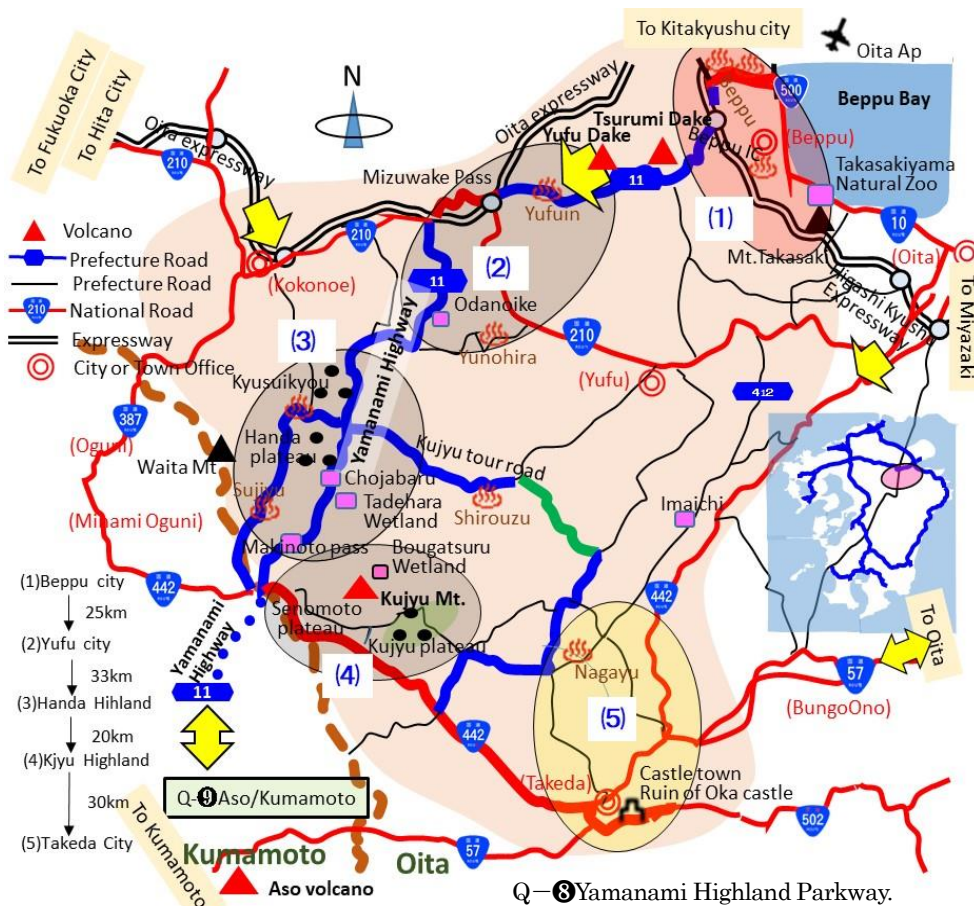 To Kitakyushu city
Oita Ap
To Fukuoka City
To Hita City
N
Oita expressway
Oita expressway
Tsurumi Dake
Yufu Dake
Beppu
Beppu IC
500
(Beppu)
Beppu Bay
Takasakiyama
Natural Zoo
210
Mizuwake Pass
11
Yufuin
(1)
10
Mt.Takasaki
(Oita)
Higashi Kyushu
Expressway
To Miyazaki
Volcano
Prefecture Road
Prefecture Road
210
National Road
Expressway
City or Town Office
210
(Kokonoe)
11
(2)
Odanoike
Yunohira
210
(Yufu)
412
(3)
Kyusuikyou
Yamanami Highway
387
(Oguni)
Waita Mt
Handa
plateau
Kujyu tour road
Sujiyu
Chojabaru
Tadehara
Wetland
Shirouzu
Imaichi
(Minami Oguni)
Makinoto pass
Bougatsuru
Wetland
442
442
Kujyu Mt.
Senomoto
plateau
Kujyu plateau
(4)
Yamanami
Highway
11
(1)Beppu city
25km
(2)Yufu city
33km
(3)Handa Hihland
20km
(4)Kjyu Highland
30km
(5)Takeda City
Nagayu
(5)
To Oita
57
(BungoOno)
442
(Takeda)
Castle town
Ruin of Oka castle
502
Q-❾Aso/Kumamoto
To Kumamoto
Kumamoto
Oita
57
Aso volcano
Q－❽Yamanami Highland Parkway.